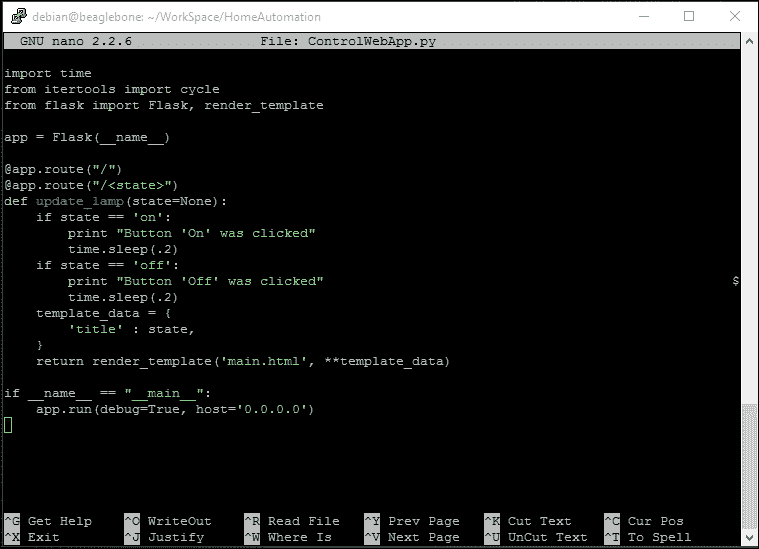 debian@beaglebone: ~/WorkSpace/HomeAutomation
GNU nano 2.2.6 File: ControlWebApp.py
import time
from itertools import cycle
from flask import Flask, render_template
app = Flask(__name__)
@app.route("/")
@app.route("/<state>")
def update_lamp(state=None):
    if state == 'on':
        print "Button 'On' was clicked"
        time.sleep(.2)
    if state == 'off':
        print "Button 'Off' was clicked" $
        time.sleep(.2)
    template_data = {
        'title' : state,
    }
    return render_template('main.html', **template_data)
if __name__ == "__main__":
    app.run(debug=True, host='0.0.0.0')
^G Get Help ^O WriteOut ^R Read File ^Y Prev Page ^K Cut Text ^C Cur Pos
^X Exit ^J Justify ^W Where Is ^V Next Page ^U UnCut Text ^T To Spell